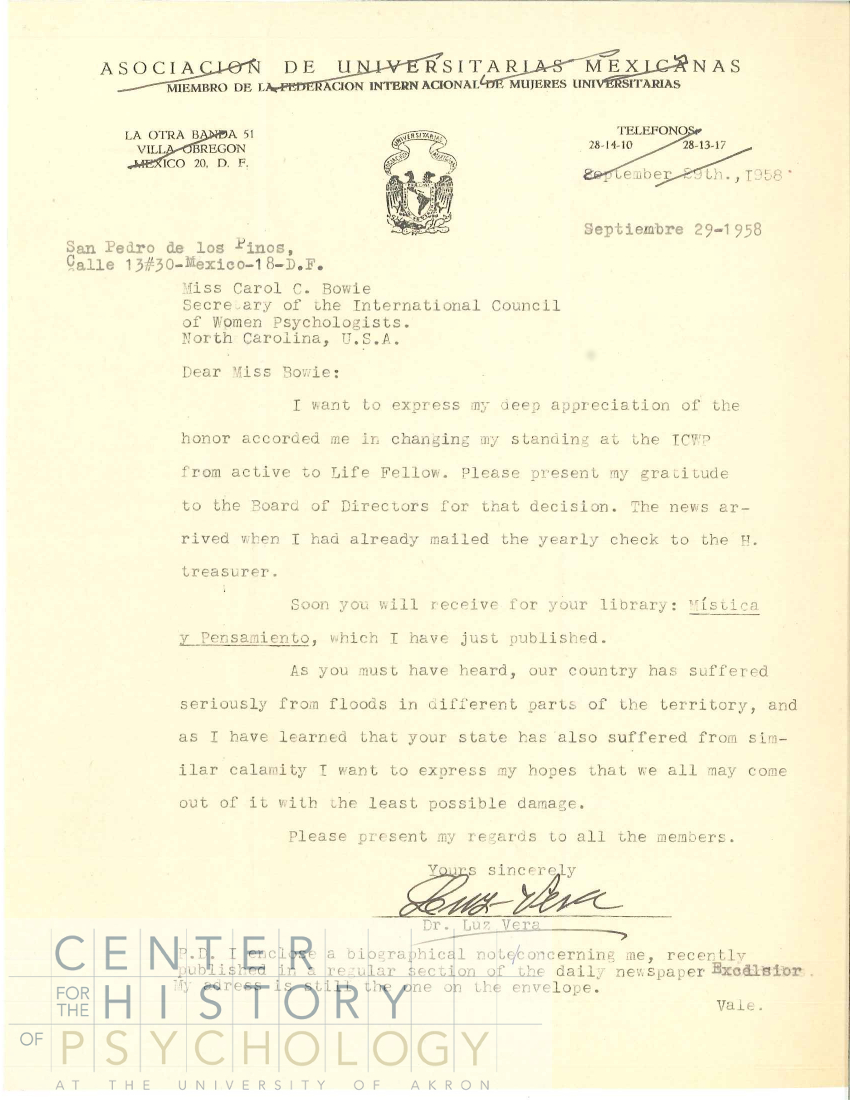 ASOCIACION DE UNIVERSITARIAS MEXICANAS
MIEMBRO DE LA FEDERACION INTERNACIONAL DE MUJERES UNIVERSITARIAS
LA OTRA BANDA 51
VILLA OBREGON
MEXICO 20, D. F.
TELEFONOS
28-14-10 28-13-17
September 29th., I958
Septiembre 29-1958
San Pedro de los Pinos,
Calle 13#30-Mexico-18-D.F.
Miss Carol C. Bowie
Secretary of the International Council
of Women Psychologists.
North Carolina, U.S.A.
Dear Miss Bowie:
I want to express my deep appreciation of the
honor accorded me in changing my standing at the ICWP
from active to Life Fellow. Please present my gratitude
to the Board of Directors for that decision. The news ar-
rived when I had already mailed the yearly check to the H.
treasurer.
Soon you will receive for your library: Mística
y Pensamiento, which I have just published.
As you must have heard, our country has suffered
seriously from floods in different parts of the territory, and
as I have learned that your state has also suffered from sim-
ilar calamity I want to express my hopes that we all may come
out of it with the least possible damage.
Please present my regards to all the members.
Yours sincerely
Luz Vera
Dr. Luz Vera
P.D. I enclose a biographical note concerning me, recently
published in a regular section of the daily newspaper Excelsior.
My adress is still the one on the envelope.
Vale.
CENTER
FOR THE HISTORY
OF PSYCHOLOGY
AT THE UNIVERSITY OF AKRON